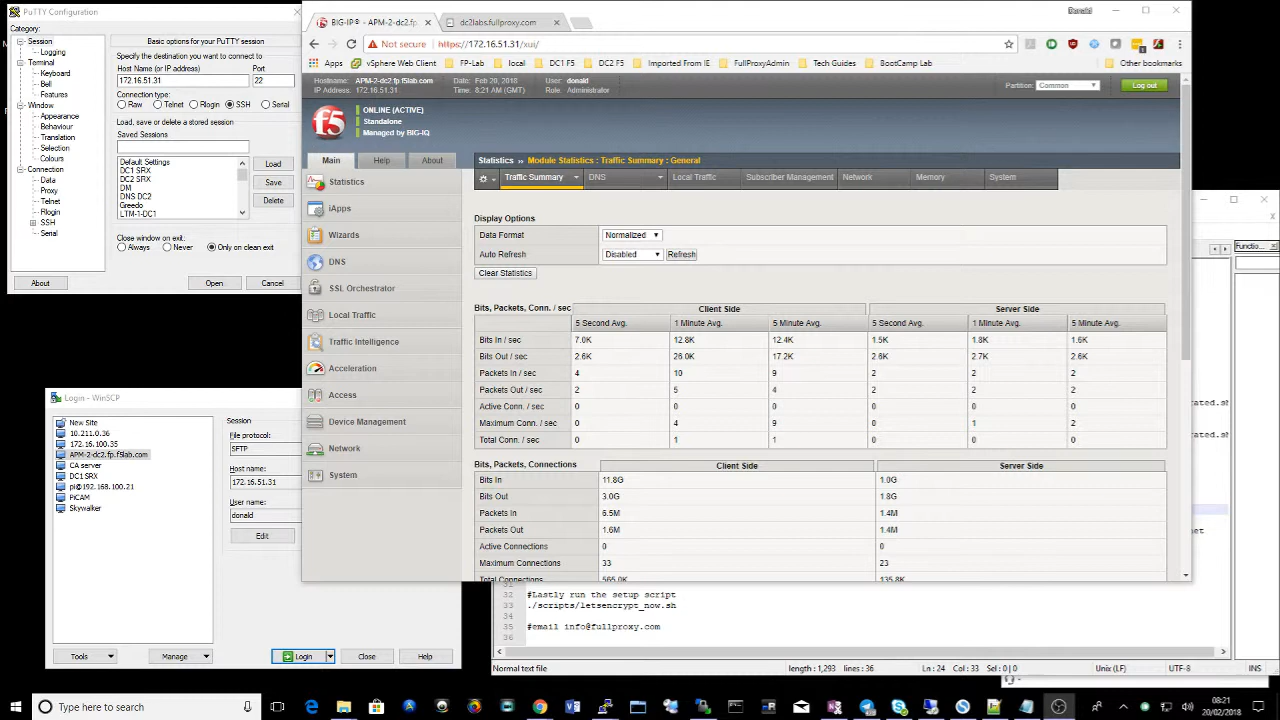 PuTTY Configuration
Category:
Session
Logging
Terminal
Keyboard
Bell
Features
Window
Appearance
Behaviour
Translation
Selection
Colours
Connection
Data
Proxy
Telnet
Rlogin
SSH
Serial
Basic options for your PuTTY session
Specify the destination you want to connect to
Host Name (or IP address) Port
172.16.51.31 22
Connection type:
Raw Telnet Rlogin SSH Serial
Load, save or delete a stored session
Saved Sessions
Default Settings
DC1 SRX
DC2 SRX
DM
DNS DC2
Greedo
LTM-1-DC1
Load
Save
Delete
Close window on exit:
Always Never Only on clean exit
About Open Cancel
Donald
BIG-IP® - APM-2-dc2.fp. dc2labs.fullproxy.com
Not secure https://172.16.51.31/xui/
Apps vSphere Web Client FP-Lab local DC1 F5 DC2 F5 Imported From IE FullProxyAdmin Tech Guides BootCamp Lab Other bookmarks
Hostname: APM-2-dc2.fp.f5lab.com Date: Feb 20, 2018 User: donald
IP Address: 172.16.51.31 Time: 8:21 AM (GMT) Role: Administrator
Partition: Common Log out
f5
ONLINE (ACTIVE)
Standalone
Managed by BIG-IQ
Main Help About
Statistics
iApps
Wizards
DNS
SSL Orchestrator
Local Traffic
Traffic Intelligence
Acceleration
Access
Device Management
Network
System
Statistics » Module Statistics : Traffic Summary : General
Traffic Summary DNS Local Traffic Subscriber Management Network Memory System
Display Options
Data Format Normalized
Auto Refresh Disabled Refresh
Clear Statistics
Bits, Packets, Conn. / sec Client Side Server Side
5 Second Avg. 1 Minute Avg. 5 Minute Avg. 5 Second Avg. 1 Minute Avg. 5 Minute Avg.
Bits In / sec 7.0K 12.8K 12.4K 1.5K 1.8K 1.6K
Bits Out / sec 2.6K 26.0K 17.2K 2.6K 2.7K 2.6K
Packets In / sec 4 10 9 2 2 2
Packets Out / sec 2 5 4 2 2 2
Active Conn. / sec 0 0 0 0 0 0
Maximum Conn. / sec 0 4 9 0 1 2
Total Conn. / sec 0 1 1 0 0 0
Bits, Packets, Connections Client Side Server Side
Bits In 11.8G 1.0G
Bits Out 3.0G 1.8G
Packets In 6.5M 1.4M
Packets Out 1.6M 1.4M
Active Connections 0 0
Maximum Connections 33 23
Total Connections 565.0K 135.8K
Login - WinSCP
New Site
10.211.0.36
172.16.100.35
APM-2-dc2.fp.f5lab.com
CA server
DC1 SRX
pi@192.168.100.21
PiCAM
Skywalker
Session
File protocol:
SFTP
Host name:
172.16.51.31
User name:
donald
Edit
Tools Manage Login Close Help
Functio...
ated.sh
ated.sh
net
31
32 #Lastly run the setup script
33 ./scripts/letsencrypt_now.sh
34
35 #email info@fullproxy.com
36
Normal text file length : 1,293 lines : 36 Ln : 24 Col : 33 Sel : 0 | 0 Unix (LF) UTF-8 INS
Type here to search
08:21
20/02/2018